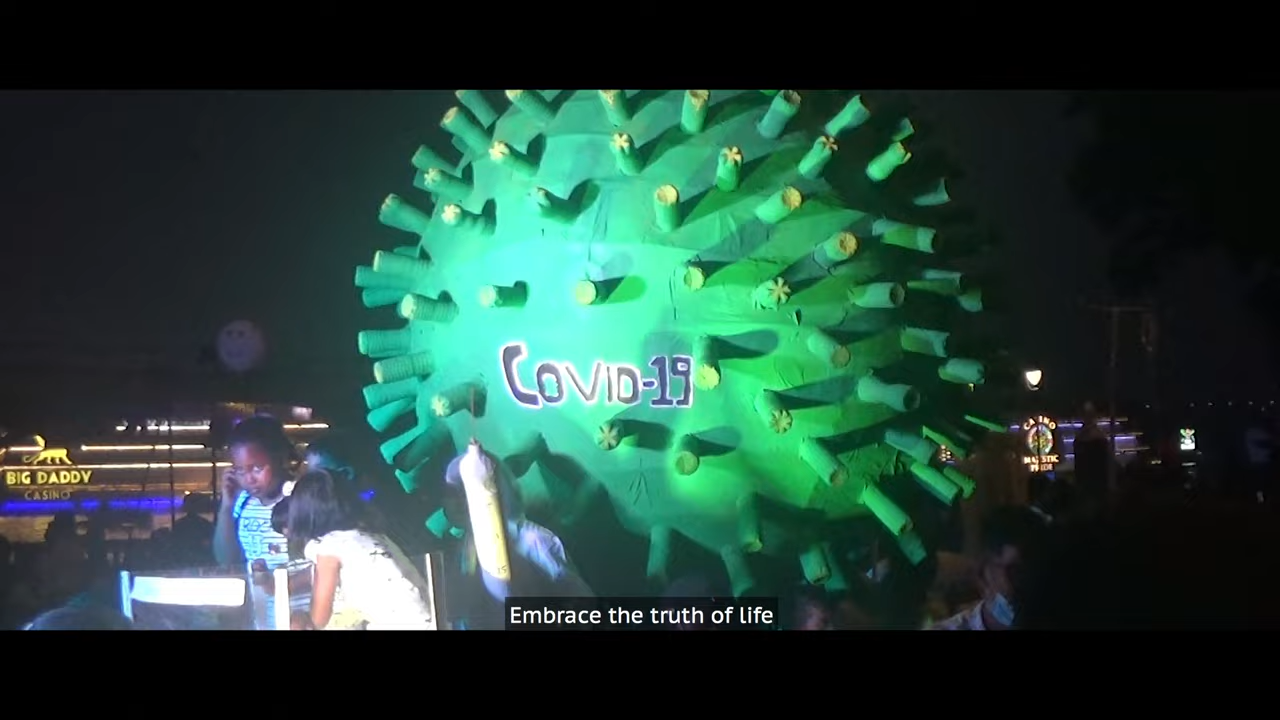 COVID-19
BIG DADDY
CASINO
CASINO
MAJESTIC
PRIDE
Embrace the truth of life